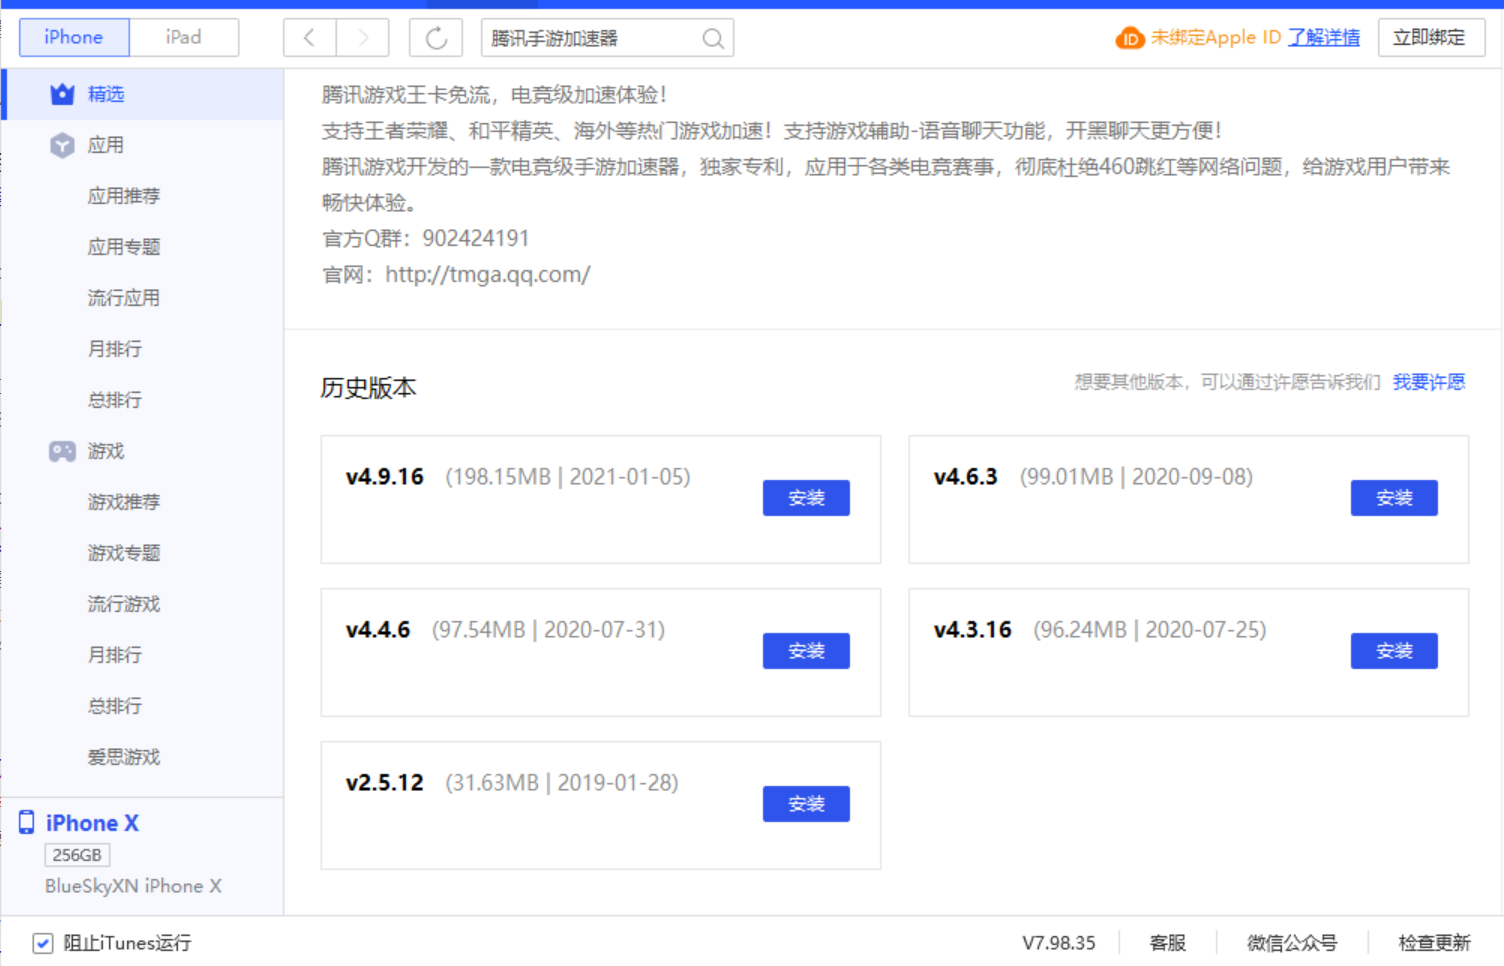 iPhone
iPad
腾讯手游加速器
ID
未绑定Apple ID 了解详情
立即绑定
精选
应用
应用推荐
应用专题
流行应用
月排行
总排行
游戏
游戏推荐
游戏专题
流行游戏
月排行
总排行
爱思游戏
iPhone X
256GB
BlueSkyXN iPhone X
腾讯游戏王卡免流，电竞级加速体验！
支持王者荣耀、和平精英、海外等热门游戏加速！支持游戏辅助-语音聊天功能，开黑聊天更方便！
腾讯游戏开发的一款电竞级手游加速器，独家专利，应用于各类电竞赛事，彻底杜绝460跳红等网络问题，给游戏用户带来
畅快体验。
官方Q群：902424191
官网：http://tmga.qq.com/
历史版本
想要其他版本，可以通过许愿告诉我们 我要许愿
v4.9.16 (198.15MB | 2021-01-05)
安装
v4.6.3 (99.01MB | 2020-09-08)
安装
v4.4.6 (97.54MB | 2020-07-31)
安装
v4.3.16 (96.24MB | 2020-07-25)
安装
v2.5.12 (31.63MB | 2019-01-28)
安装
阻止iTunes运行
V7.98.35
客服
微信公众号
检查更新